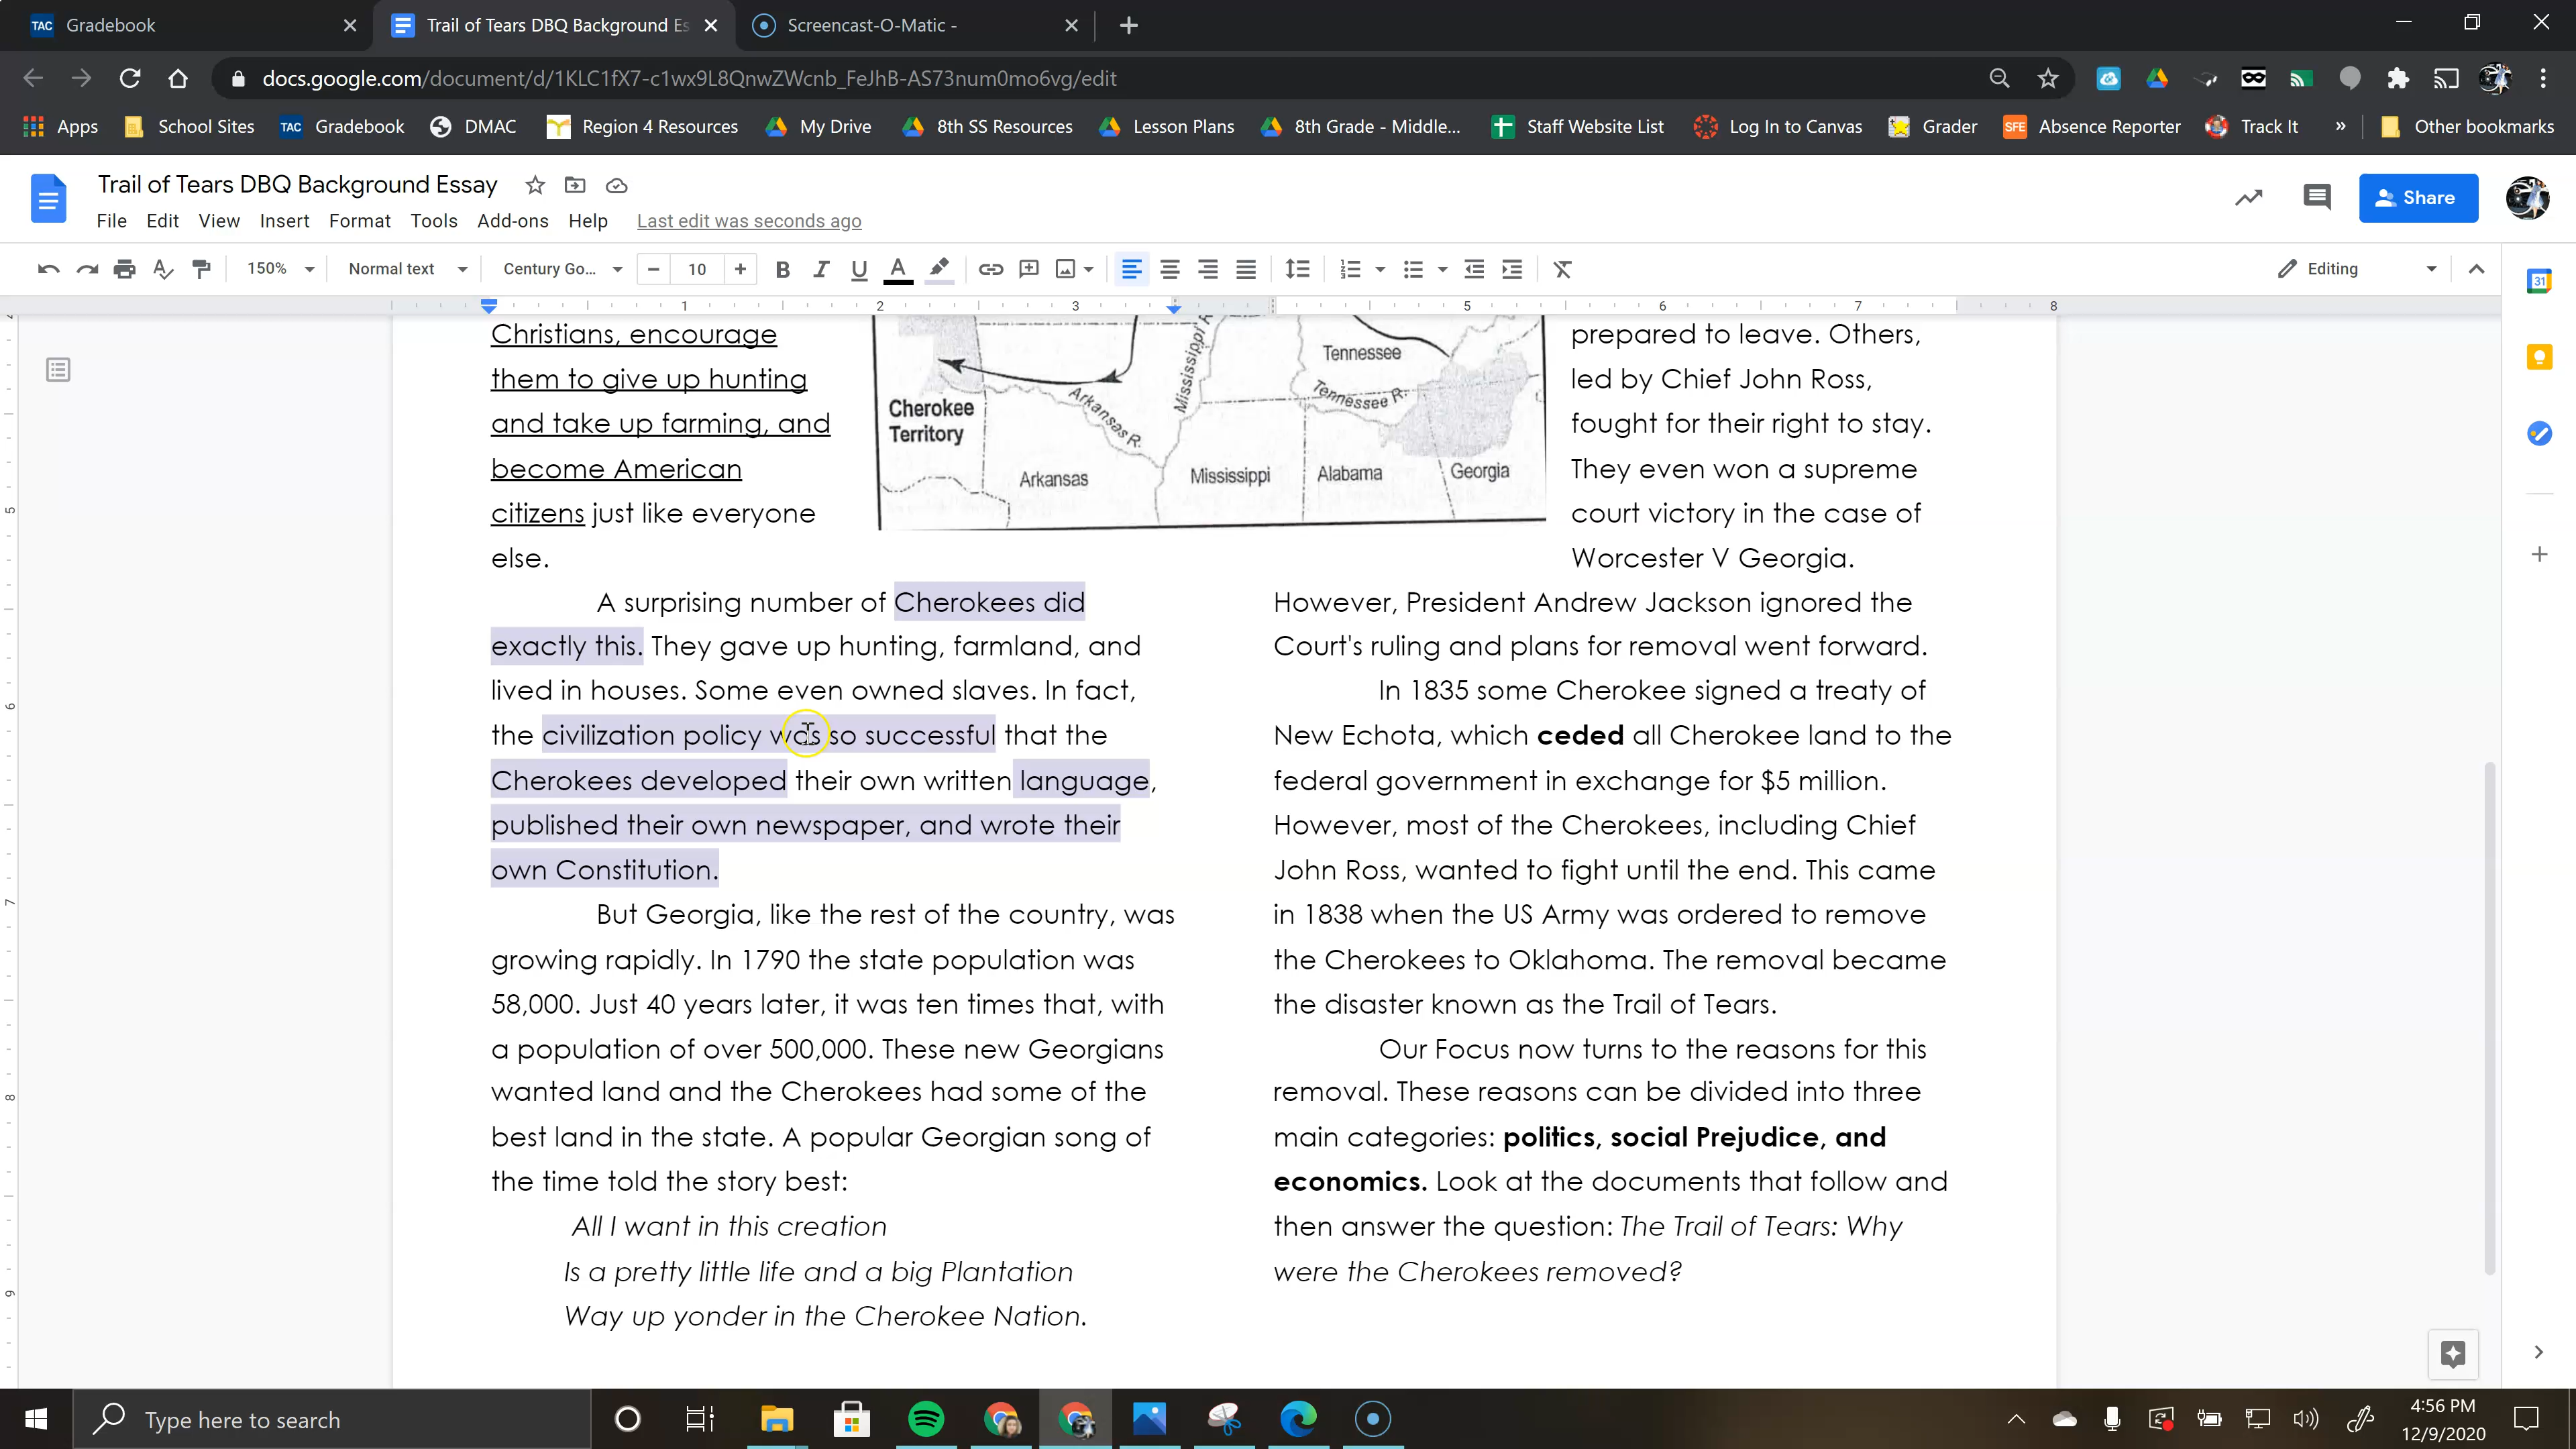 TAC Gradebook
Trail of Tears DBQ Background Es
Screencast-O-Matic -
docs.google.com/document/d/1KLC1fX7-c1wx9L8QnwZWcnb_FeJhB-AS73num0mo6vg/edit
Apps
School Sites
TAC Gradebook
DMAC
Region 4 Resources
My Drive
8th SS Resources
Lesson Plans
8th Grade - Middle...
Staff Website List
Log In to Canvas
Grader
SFE Absence Reporter
Track It
»
Other bookmarks
Trail of Tears DBQ Background Essay
File Edit View Insert Format Tools Add-ons Help Last edit was seconds ago
Share
150% Normal text Century Go... − 10 + B I U A
Editing
31
1 2 3 5 6 7 8
5
6
7
8
9
Christians, encourage
them to give up hunting
and take up farming, and
become American
citizens just like everyone
else.
Cherokee
Territory
Arkansas R.
Mississippi R
Tennessee
Tennessee R.
Arkansas
Mississippi
Alabama
Georgia
A surprising number of Cherokees did
exactly this. They gave up hunting, farmland, and
lived in houses. Some even owned slaves. In fact,
the civilization policy was so successful that the
Cherokees developed their own written language,
published their own newspaper, and wrote their
own Constitution.
But Georgia, like the rest of the country, was
growing rapidly. In 1790 the state population was
58,000. Just 40 years later, it was ten times that, with
a population of over 500,000. These new Georgians
wanted land and the Cherokees had some of the
best land in the state. A popular Georgian song of
the time told the story best:
All I want in this creation
Is a pretty little life and a big Plantation
Way up yonder in the Cherokee Nation.
prepared to leave. Others,
led by Chief John Ross,
fought for their right to stay.
They even won a supreme
court victory in the case of
Worcester V Georgia.
However, President Andrew Jackson ignored the
Court's ruling and plans for removal went forward.
In 1835 some Cherokee signed a treaty of
New Echota, which ceded all Cherokee land to the
federal government in exchange for $5 million.
However, most of the Cherokees, including Chief
John Ross, wanted to fight until the end. This came
in 1838 when the US Army was ordered to remove
the Cherokees to Oklahoma. The removal became
the disaster known as the Trail of Tears.
Our Focus now turns to the reasons for this
removal. These reasons can be divided into three
main categories: politics, social Prejudice, and
economics. Look at the documents that follow and
then answer the question: The Trail of Tears: Why
were the Cherokees removed?
Type here to search
4:56 PM
12/9/2020